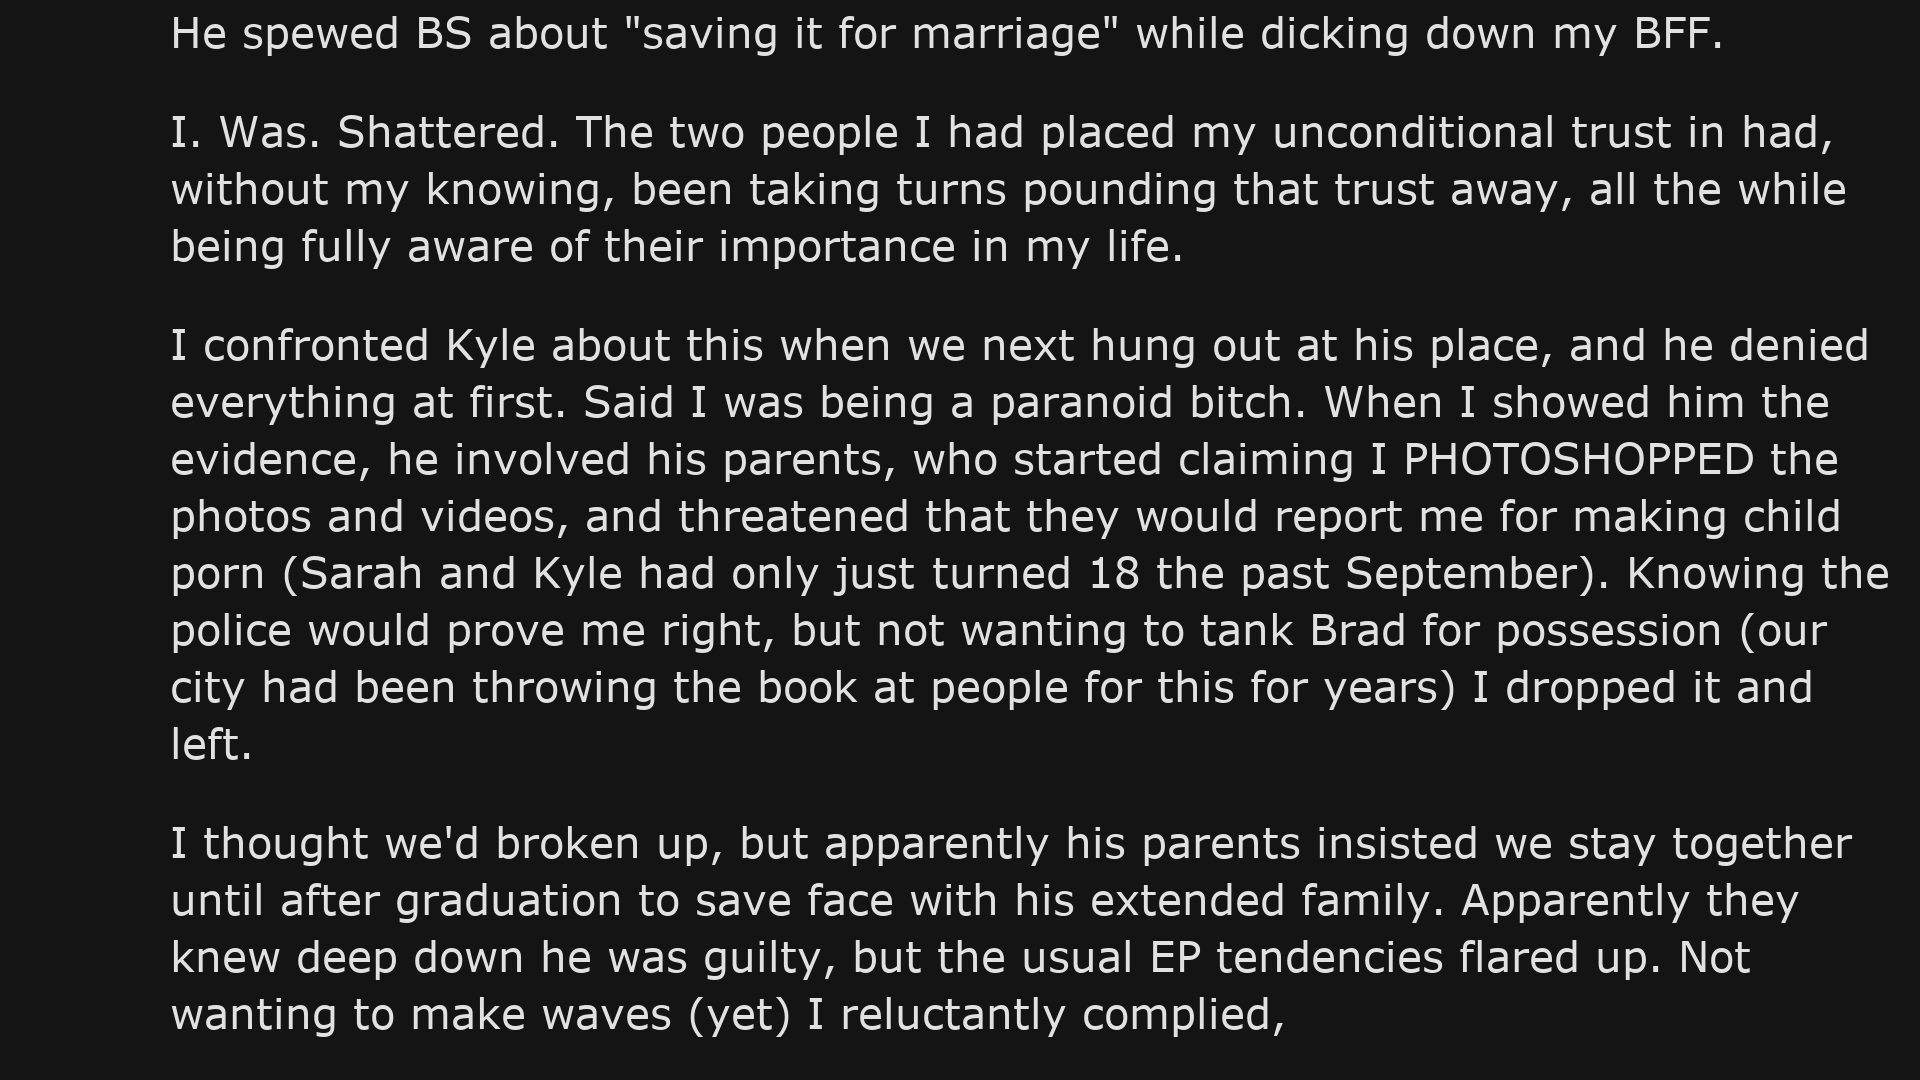 He spewed BS about "saving it for marriage" while dicking down my BFF.
I. Was. Shattered. The two people I had placed my unconditional trust in had,
without my knowing, been taking turns pounding that trust away, all the while
being fully aware of their importance in my life.
I confronted Kyle about this when we next hung out at his place, and he denied
everything at first. Said I was being a paranoid bitch. When I showed him the
evidence, he involved his parents, who started claiming I PHOTOSHOPPED the
photos and videos, and threatened that they would report me for making child
porn (Sarah and Kyle had only just turned 18 the past September). Knowing the
police would prove me right, but not wanting to tank Brad for possession (our
city had been throwing the book at people for this for years) I dropped it and
left.
I thought we'd broken up, but apparently his parents insisted we stay together
until after graduation to save face with his extended family. Apparently they
knew deep down he was guilty, but the usual EP tendencies flared up. Not
wanting to make waves (yet) I reluctantly complied,